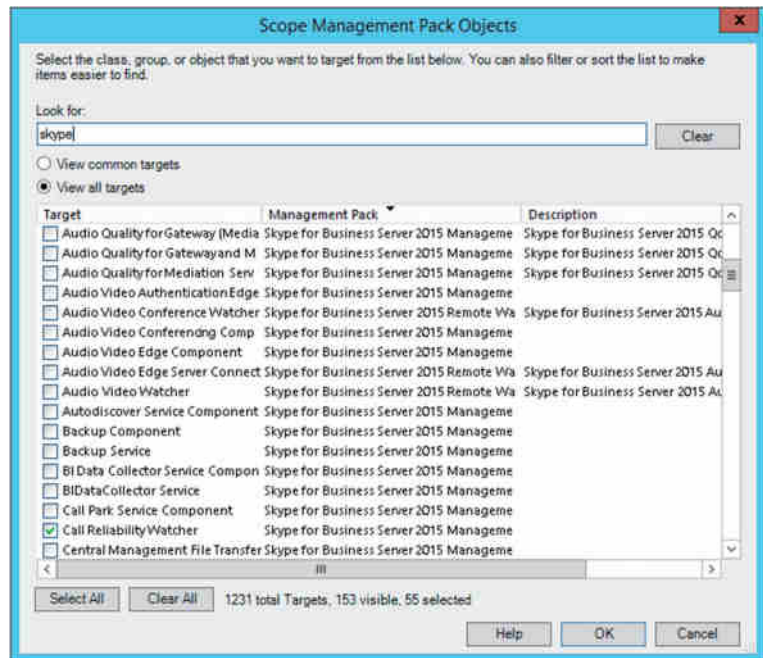 Scope Management Pack Objects
x
Select the class, group, or object that you want to target from the list below. You can also filter or sort the list to make
items easier to find.
Look for:
skype
Clear
View common targets
View all targets
Target Management Pack Description
Audio Quality for Gateway (Media Skype for Business Server 2015 Manageme Skype for Business Server 2015 Qc
Audio Quality for Gateway and M Skype for Business Server 2015 Manageme Skype for Business Server 2015 Qc
Audio Quality for Mediation Serv Skype for Business Server 2015 Manageme Skype for Business Server 2015 Qc
Audio Video Authentication Edge Skype for Business Server 2015 Manageme
Audio Video Conference Watcher Skype for Business Server 2015 Remote Wa Skype for Business Server 2015 Au
Audio Video Conferencing Comp Skype for Business Server 2015 Manageme
Audio Video Edge Component Skype for Business Server 2015 Manageme
Audio Video Edge Server Connect Skype for Business Server 2015 Remote Wa Skype for Business Server 2015 Au
Audio Video Watcher Skype for Business Server 2015 Remote Wa Skype for Business Server 2015 Au
Autodiscover Service Component Skype for Business Server 2015 Manageme
Backup Component Skype for Business Server 2015 Manageme
Backup Service Skype for Business Server 2015 Manageme
BI Data Collector Service Compon Skype for Business Server 2015 Manageme
BIDataCollector Service Skype for Business Server 2015 Manageme
Call Park Service Component Skype for Business Server 2015 Manageme
Call Reliability Watcher Skype for Business Server 2015 Manageme
Central Management File Transfer Skype for Business Server 2015 Manageme
Select All Clear All 1231 total Targets, 153 visible, 55 selected
Help OK Cancel